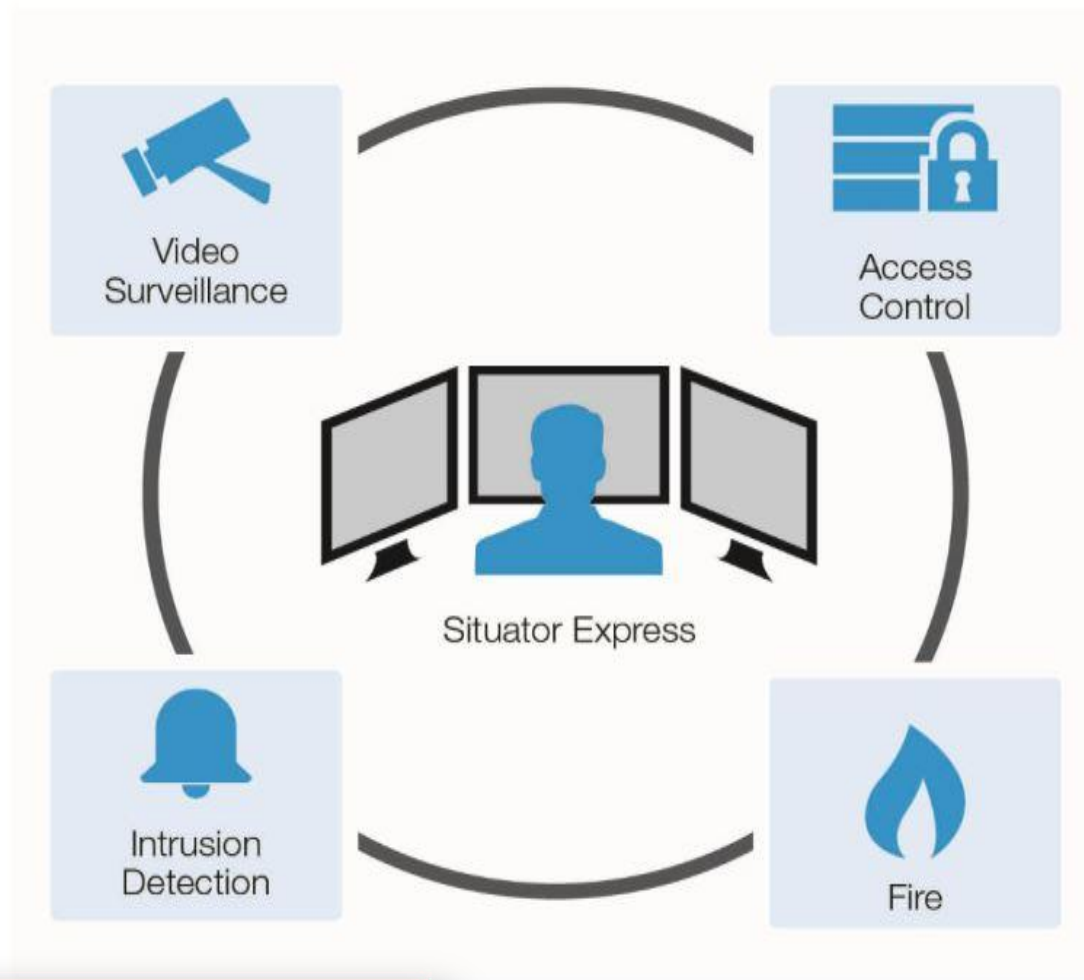 Video
Surveillance
Access
Control
Situator Express
Intrusion
Detection
Fire